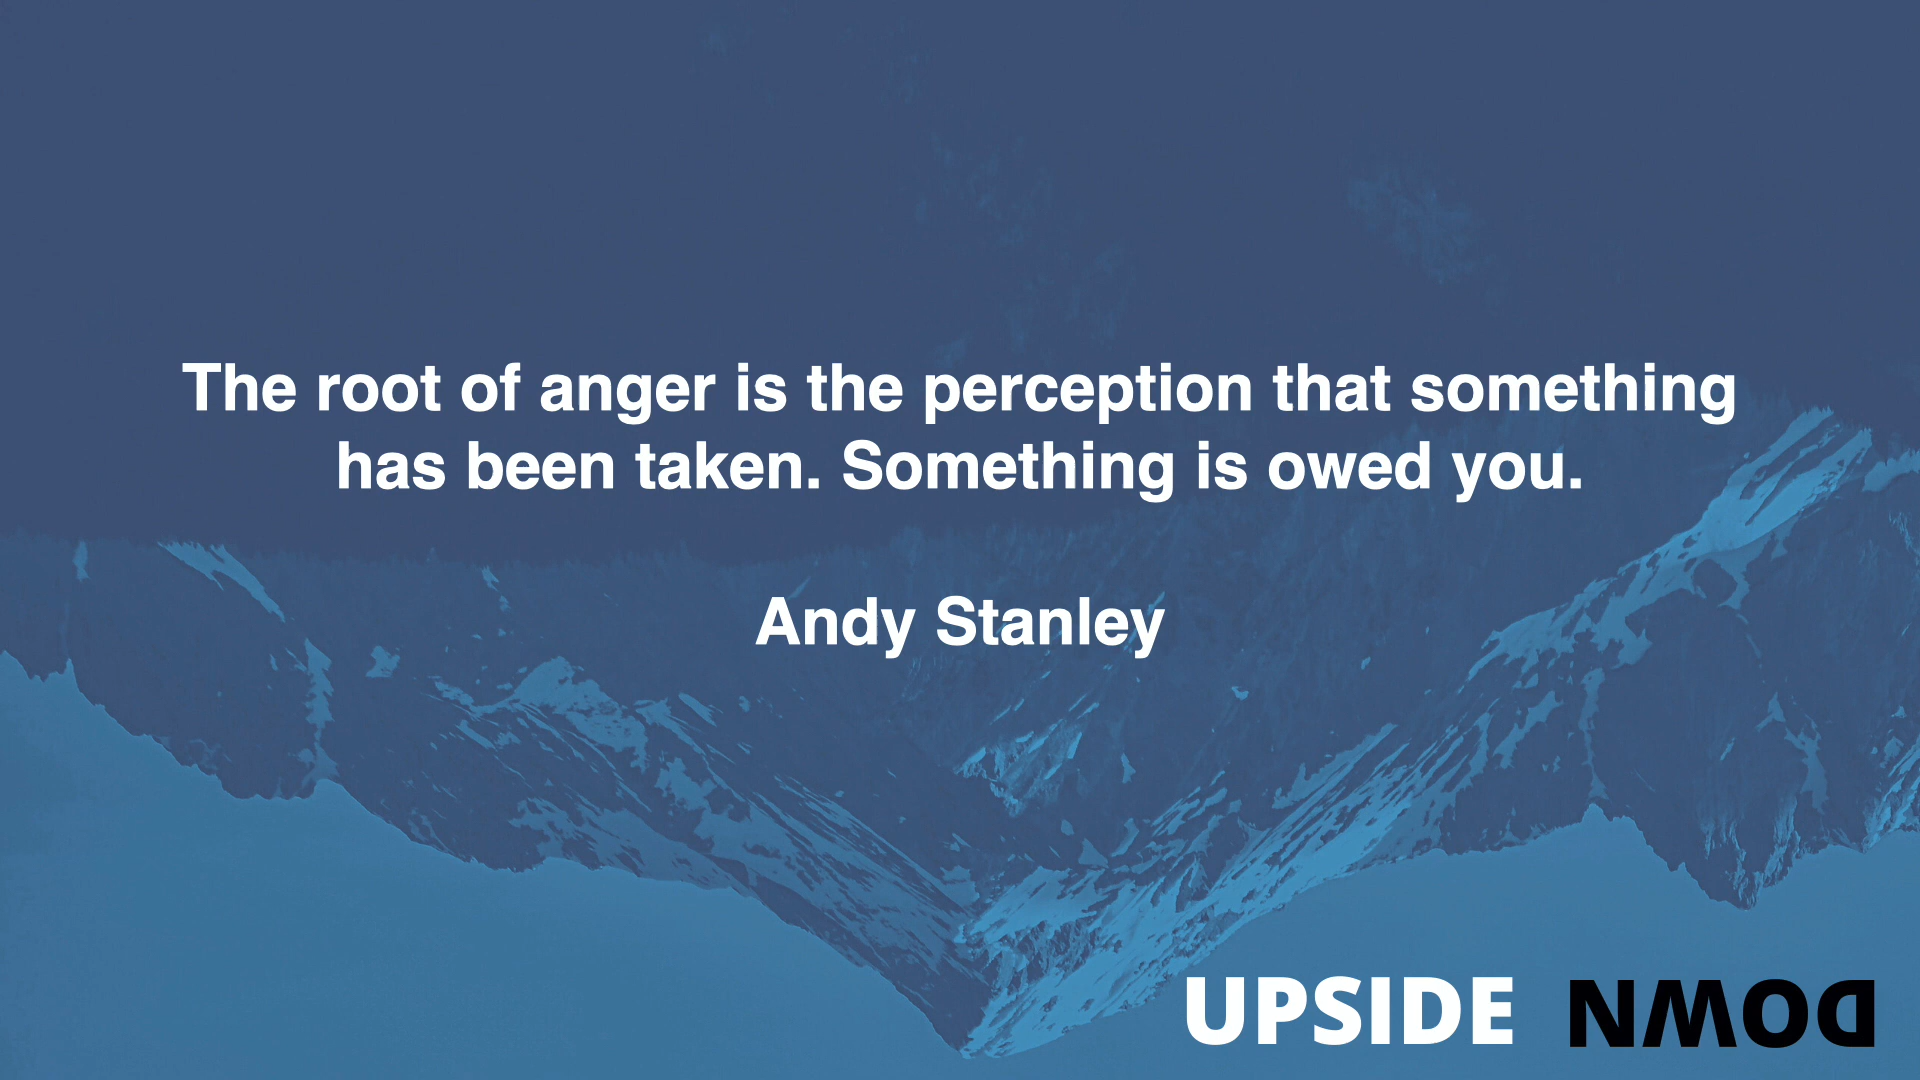 The root of anger is the perception that something
has been taken. Something is owed you.
Andy Stanley
UPSIDE DOWN